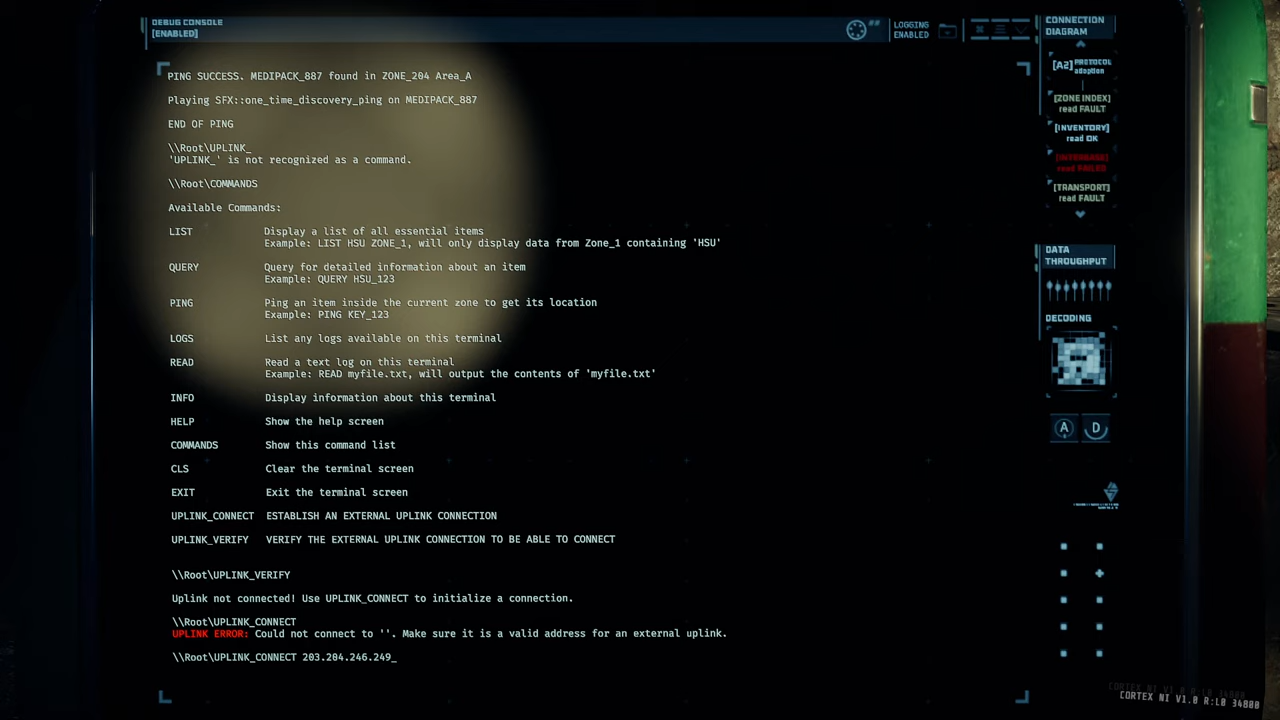 DEBUG CONSOLE
[ENABLED]
LOGGING
ENABLED
PING SUCCESS. MEDIPACK_887 found in ZONE_204 Area_A
Playing SFX::one_time_discovery_ping on MEDIPACK_887
END OF PING
\\Root\UPLINK_
'UPLINK_' is not recognized as a command.
\\Root\COMMANDS
Available Commands:
LIST Display a list of all essential items
Example: LIST HSU ZONE_1, will only display data from Zone_1 containing 'HSU'
QUERY Query for detailed information about an item
Example: QUERY HSU_123
PING Ping an item inside the current zone to get its location
Example: PING KEY_123
LOGS List any logs available on this terminal
READ Read a text log on this terminal
Example: READ myfile.txt, will output the contents of 'myfile.txt'
INFO Display information about this terminal
HELP Show the help screen
COMMANDS Show this command list
CLS Clear the terminal screen
EXIT Exit the terminal screen
UPLINK_CONNECT ESTABLISH AN EXTERNAL UPLINK CONNECTION
UPLINK_VERIFY VERIFY THE EXTERNAL UPLINK CONNECTION TO BE ABLE TO CONNECT
\\Root\UPLINK_VERIFY
Uplink not connected! Use UPLINK_CONNECT to initialize a connection.
\\Root\UPLINK_CONNECT
UPLINK ERROR: Could not connect to ''. Make sure it is a valid address for an external uplink.
\\Root\UPLINK_CONNECT 203.204.246.249_
CONNECTION
DIAGRAM
[A2] PROTOCOL
adoption
[ZONE INDEX]
read FAULT
[INVENTORY]
read OK
read FAILED
[TRANSPORT]
read FAULT
DATA
THROUGHPUT
DECODING
A D
CORTEX NI V1.0 R:L0 34800